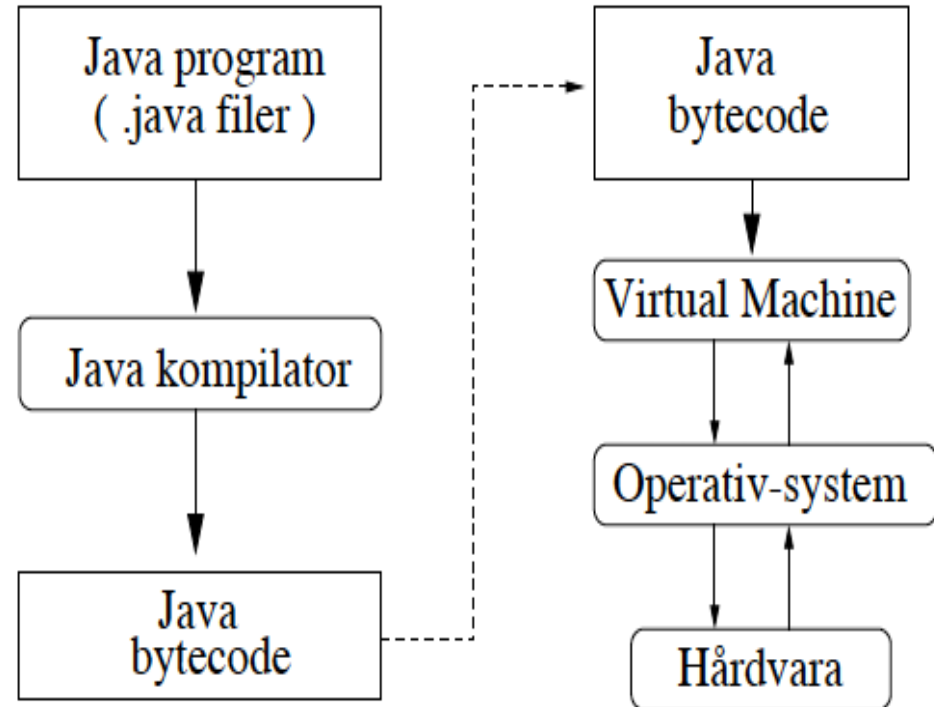 Java program
( .java filer )
Java kompilator
Java
bytecode
Java
bytecode
Virtual Machine
Operativ-system
Hårdvara